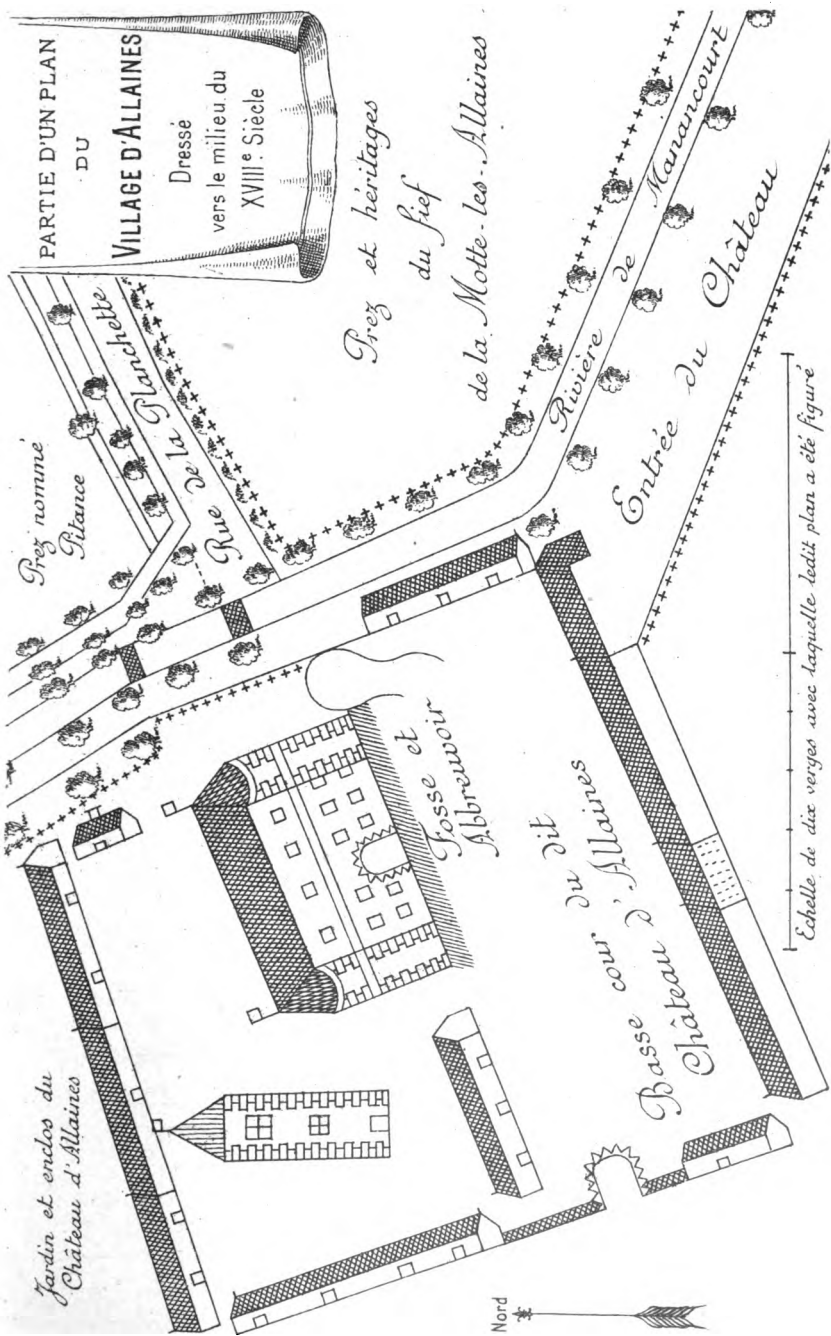 PARTIE D'UN PLAN
DU
VILLAGE D'ALLAINES
Dressé
vers le milieu du
XVIIIe. Siècle
Jardin et enclos du
Château d'Allaines
Prez nommé
Pitance
Rue de la Planchette
Prez et héritages
du fief
de la Motte-les-Allaines
Rivière de Manancourt
Entrée du Château
Fosse et
Abbreuvoir
Basse cour du dit
Château d'Allaines
Echelle de dix verges avec laquelle ledit plan a été figuré
Nord